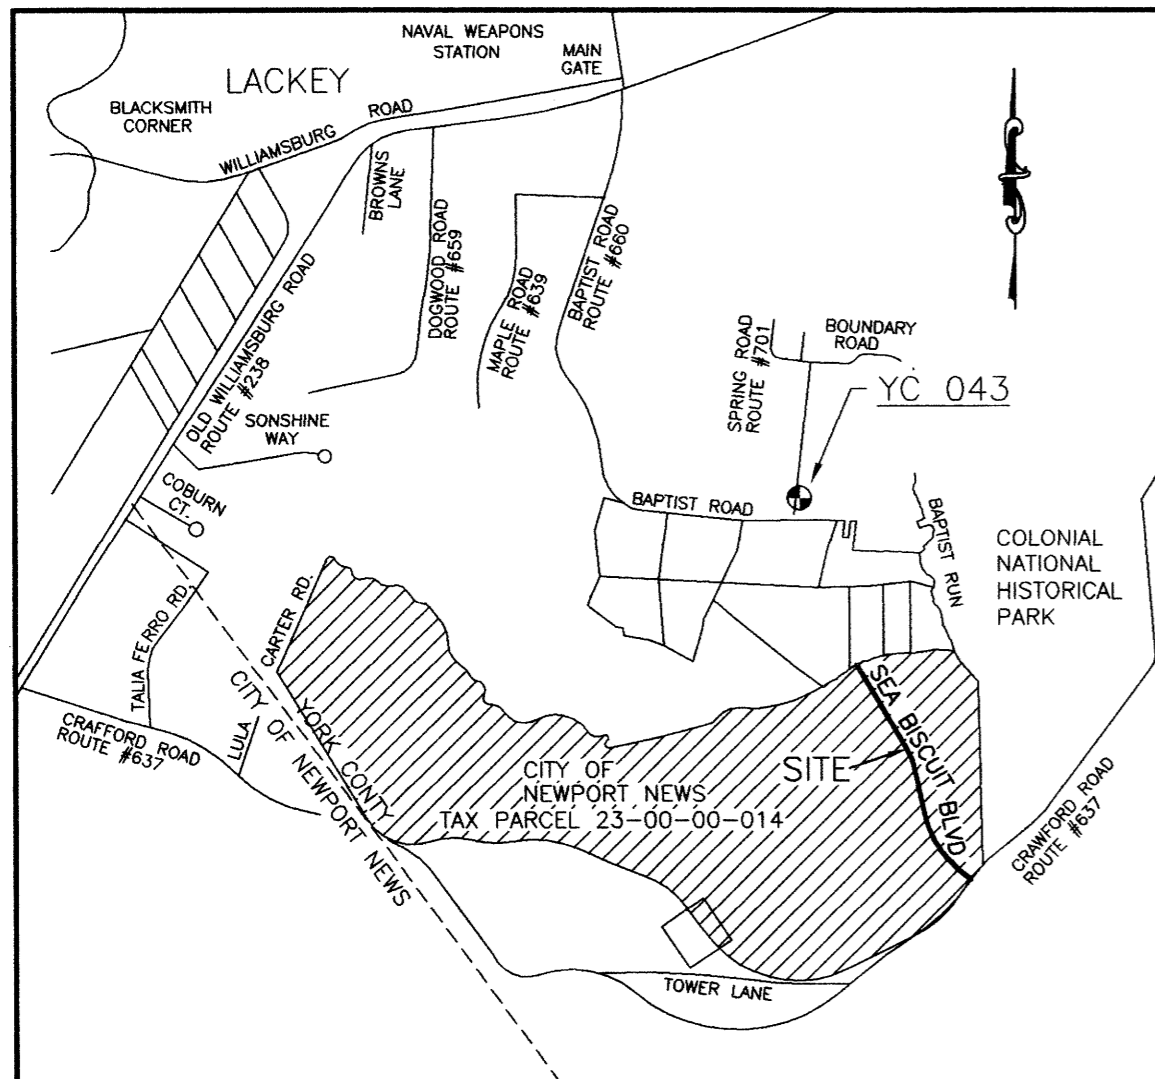 NAVAL WEAPONS
STATION
MAIN
GATE
LACKEY
BLACKSMITH
CORNER
WILLIAMSBURG ROAD
BROWNS
LANE
DOGWOOD ROAD
ROUTE #659
MAPLE ROAD
ROUTE #639
BAPTIST ROAD
ROUTE #660
OLD WILLIAMSBURG ROAD
ROUTE #238
SPRING ROAD
ROUTE #701
BOUNDARY
ROAD
YC 043
SONSHINE
WAY
COBURN
CT.
BAPTIST ROAD
BAPTIST RUN
COLONIAL
NATIONAL
HISTORICAL
PARK
CARTER RD.
TALIA FERRO RD.
CRAFFORD ROAD
ROUTE #637
LULA
YORK CONTY
CITY OF NEWPORT NEWS
SEA BISCUIT BLVD
SITE
CITY OF
NEWPORT NEWS
TAX PARCEL 23-00-00-014
CRAWFORD ROAD
ROUTE #637
TOWER LANE